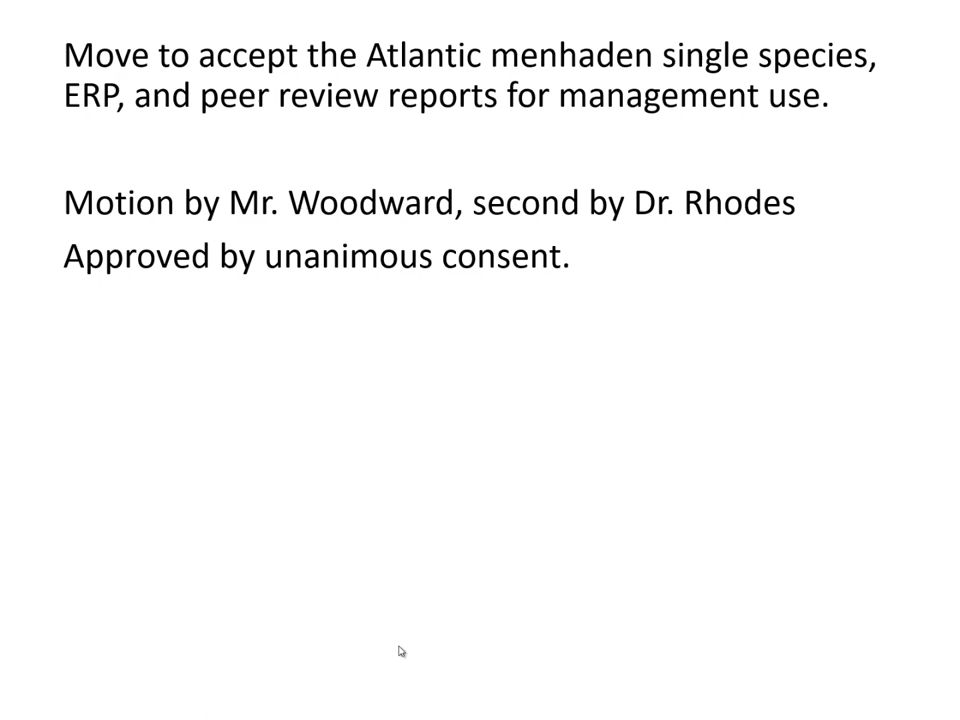 Move to accept the Atlantic menhaden single species,
ERP, and peer review reports for management use.
Motion by Mr. Woodward, second by Dr. Rhodes
Approved by unanimous consent.